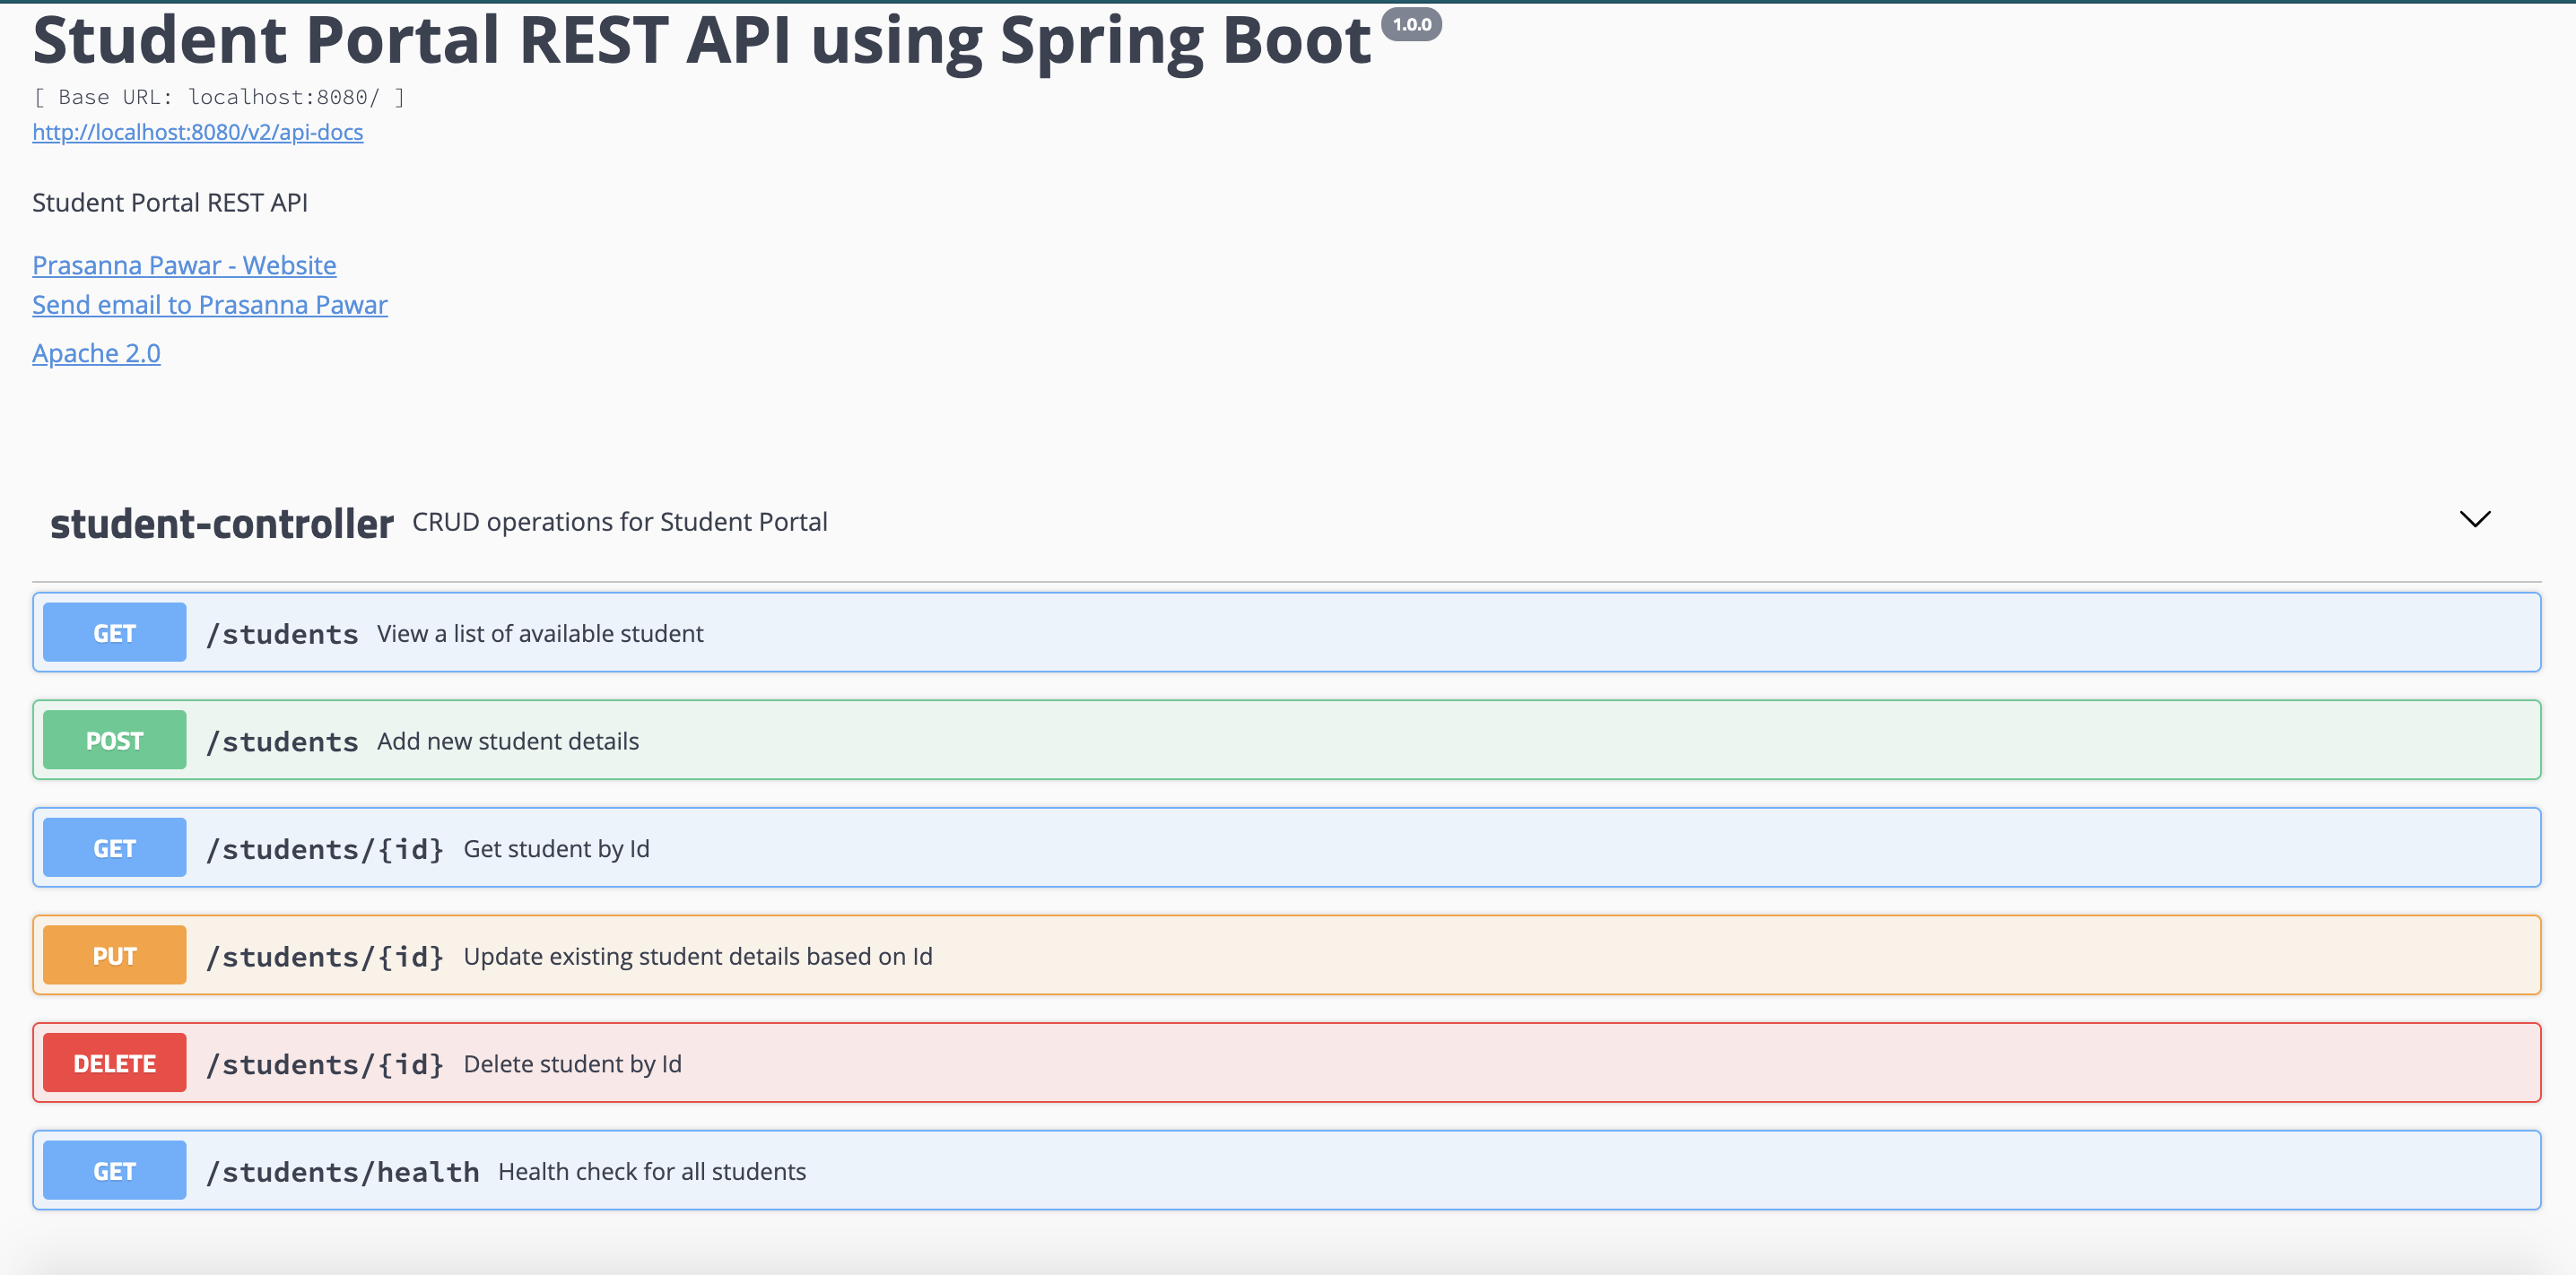 Student Portal REST API using Spring Boot 1.0.0
[ Base URL: localhost:8080/ ]
http://localhost:8080/v2/api-docs
Student Portal REST API
Prasanna Pawar - Website
Send email to Prasanna Pawar
Apache 2.0
student-controller CRUD operations for Student Portal
GET /students View a list of available student
POST /students Add new student details
GET /students/{id} Get student by Id
PUT /students/{id} Update existing student details based on Id
DELETE /students/{id} Delete student by Id
GET /students/health Health check for all students